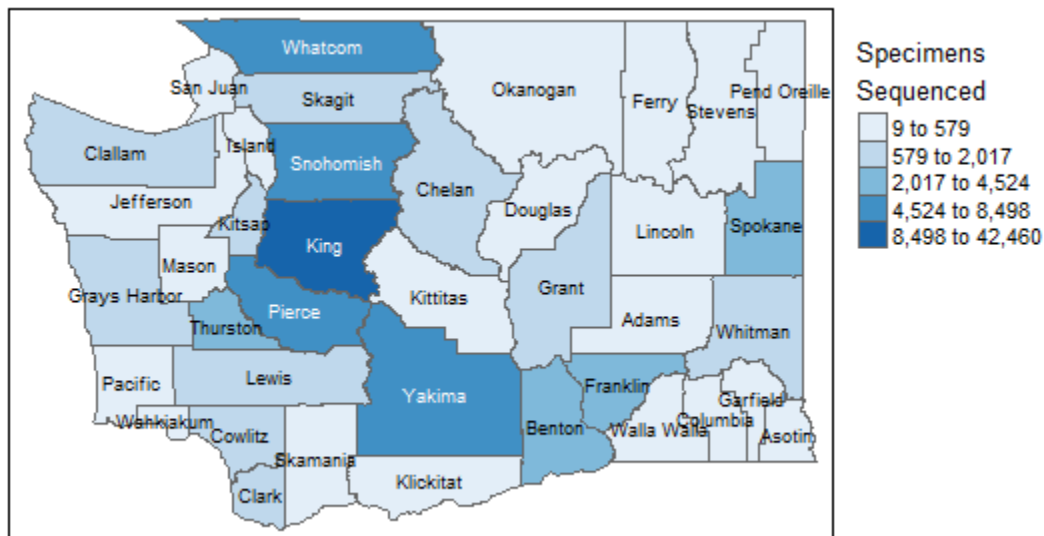 Whatcom
San Juan
Skagit
Okanogan
Ferry
Stevens
Pend Oreille
Clallam
Island
Snohomish
Chelan
Jefferson
Kitsap
King
Douglas
Lincoln
Spokane
Mason
Grays Harbor
Kittitas
Grant
Pierce
Thurston
Adams
Whitman
Pacific
Lewis
Yakima
Franklin
Wahkiakum
Cowlitz
Benton
Walla Walla
Columbia
Garfield
Asotin
Skamania
Klickitat
Clark
Specimens
Sequenced
9 to 579
579 to 2,017
2,017 to 4,524
4,524 to 8,498
8,498 to 42,460